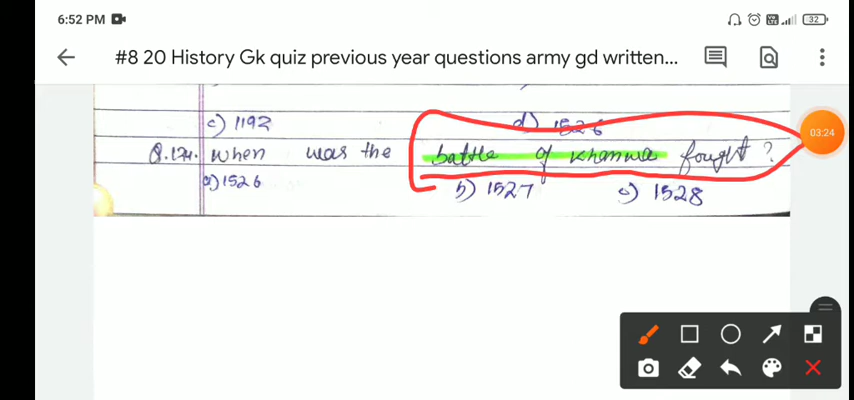 6:52 PM
32
#8 20 History Gk quiz previous year questions army gd written...
03:24
c) 1192 d) 1526
Q.174. When was the battle of Khanwa fought?
a) 1526 b) 1527 c) 1528